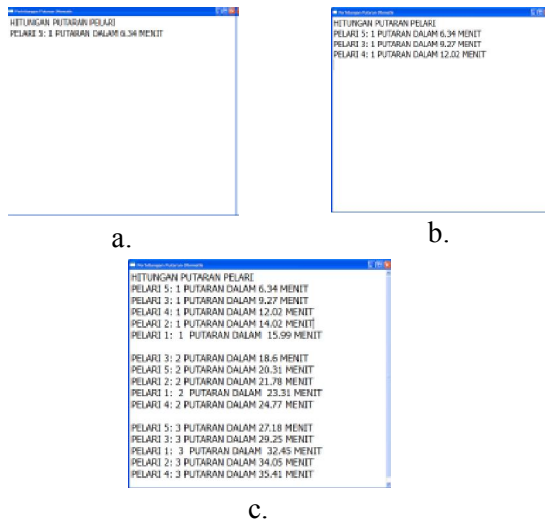 HITUNGAN PUTARAN PELARI
PELARI 5: 1 PUTARAN DALAM 6.34 MENIT
a.
HITUNGAN PUTARAN PELARI
PELARI 5: 1 PUTARAN DALAM 6.34 MENIT
PELARI 3: 1 PUTARAN DALAM 9.27 MENIT
PELARI 4: 1 PUTARAN DALAM 12.02 MENIT
b.
HITUNGAN PUTARAN PELARI
PELARI 5: 1 PUTARAN DALAM 6.34 MENIT
PELARI 3: 1 PUTARAN DALAM 9.27 MENIT
PELARI 4: 1 PUTARAN DALAM 12.02 MENIT
PELARI 2: 1 PUTARAN DALAM 14.02 MENIT
PELARI 1: 1 PUTARAN DALAM 15.99 MENIT
PELARI 3: 2 PUTARAN DALAM 18.6 MENIT
PELARI 5: 2 PUTARAN DALAM 20.31 MENIT
PELARI 2: 2 PUTARAN DALAM 21.78 MENIT
PELARI 1: 2 PUTARAN DALAM 23.31 MENIT
PELARI 4: 2 PUTARAN DALAM 24.77 MENIT
PELARI 5: 3 PUTARAN DALAM 27.18 MENIT
PELARI 3: 3 PUTARAN DALAM 29.25 MENIT
PELARI 1: 3 PUTARAN DALAM 32.45 MENIT
PELARI 2: 3 PUTARAN DALAM 34.05 MENIT
PELARI 4: 3 PUTARAN DALAM 35.41 MENIT
c.